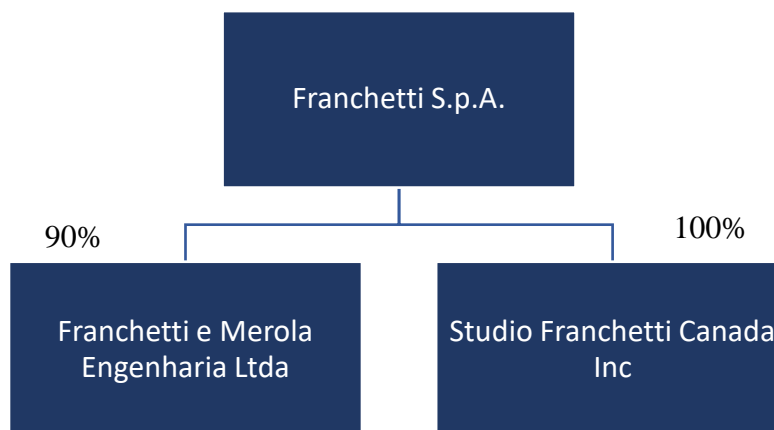 Franchetti S.p.A.
90%
100%
Franchetti e Merola
Engenharia Ltda
Studio Franchetti Canada
Inc